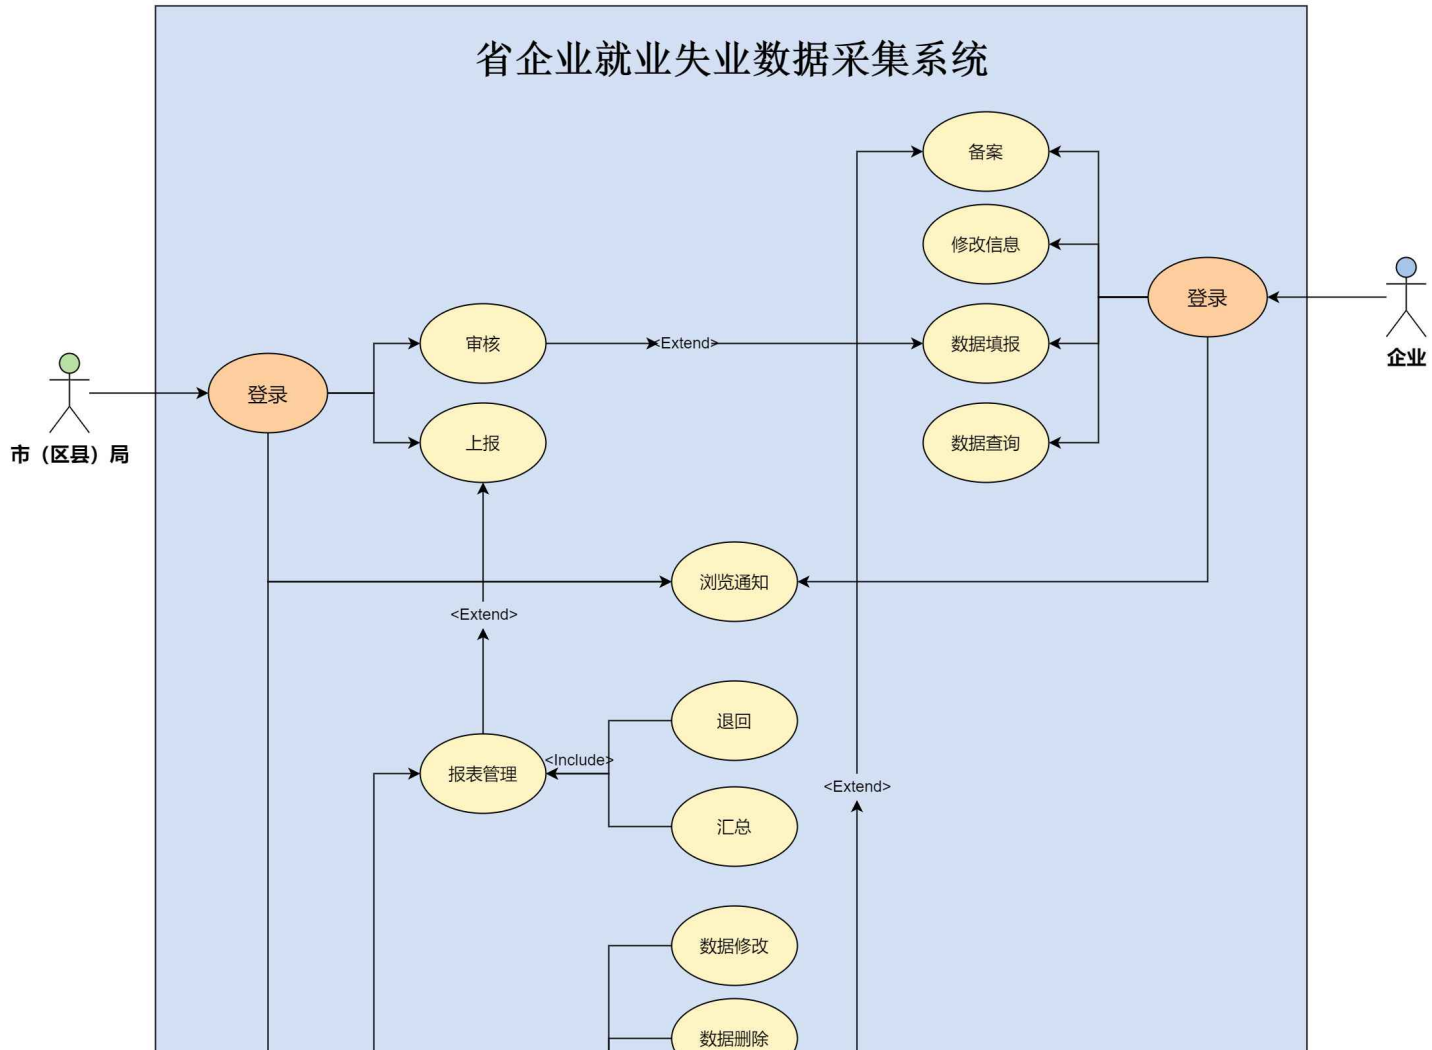 省企业就业失业数据采集系统
备案
修改信息
登录
企业
审核
<Extend>
数据填报
登录
市（区县）局
上报
数据查询
浏览通知
<Extend>
退回
<Include>
报表管理
<Extend>
汇总
数据修改
数据删除